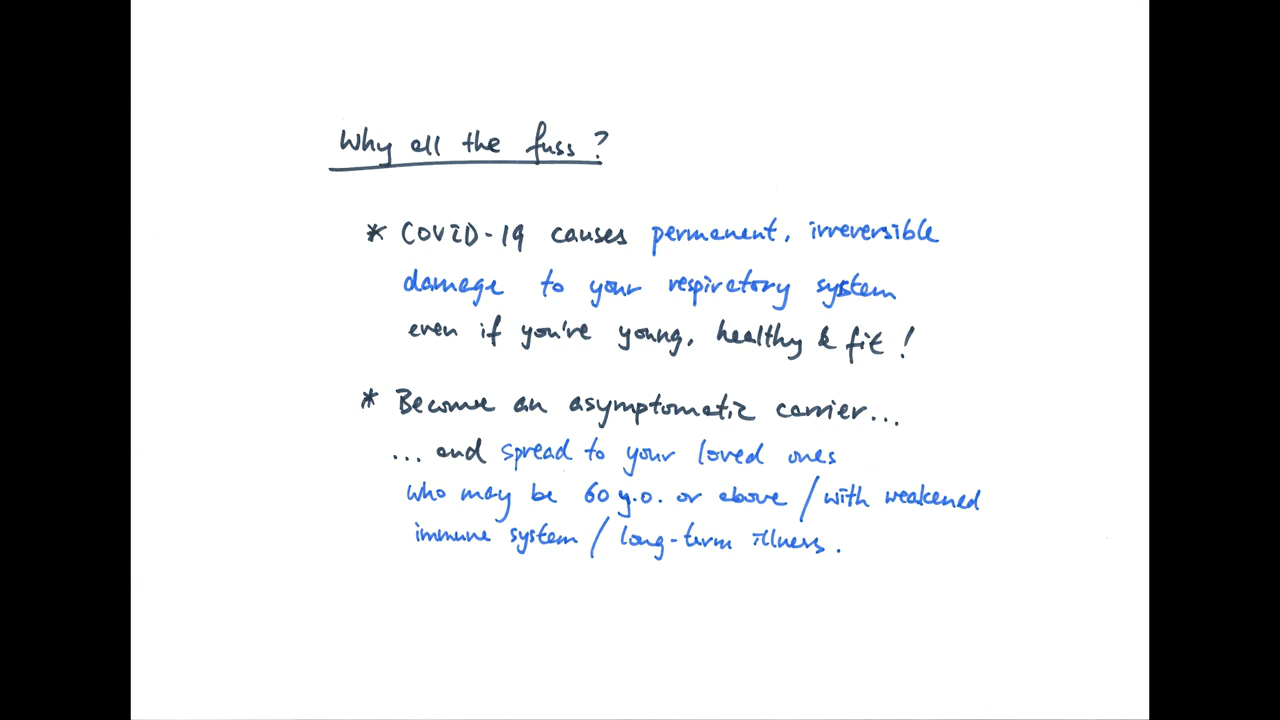 Why all the fuss?
* COVID-19 causes permanent, irreversible
damage to your respiratory system
even if you're young, healthy & fit!
* Become an asymptomatic carrier...
... and spread to your loved ones
who may be 60 y.o. or above / with weakened
immune system / long-term illness.